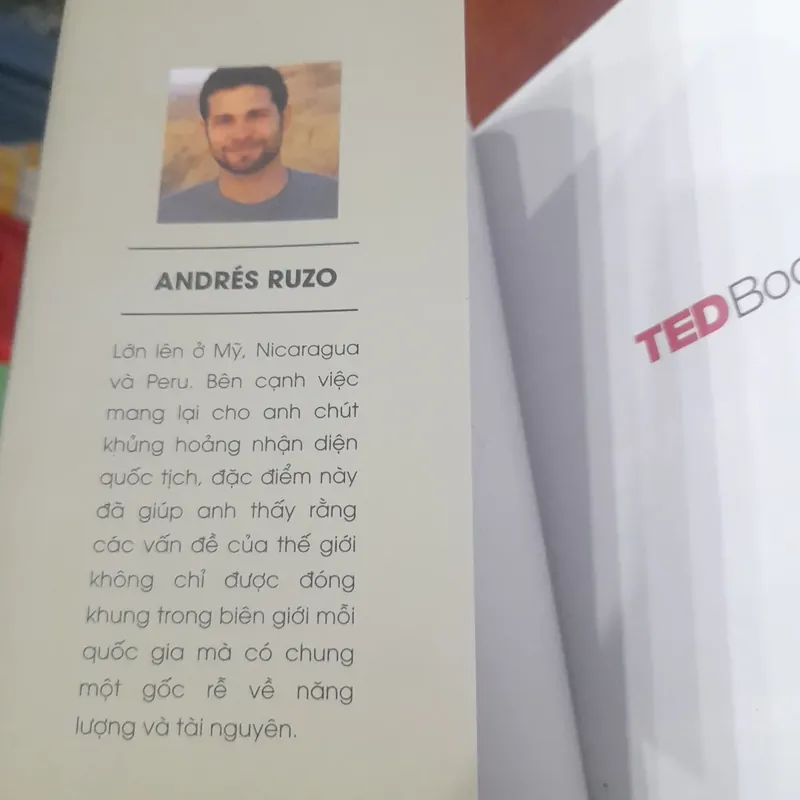 ANDRÉS RUZO
Lớn lên ở Mỹ, Nicaragua
và Peru. Bên cạnh việc
mang lại cho anh chút
khủng hoảng nhận diện
quốc tịch, đặc điểm này
đã giúp anh thấy rằng
các vấn đề của thế giới
không chỉ được đóng
khung trong biên giới mỗi
quốc gia mà có chung
một gốc rễ về năng
lượng và tài nguyên.
TED Boo